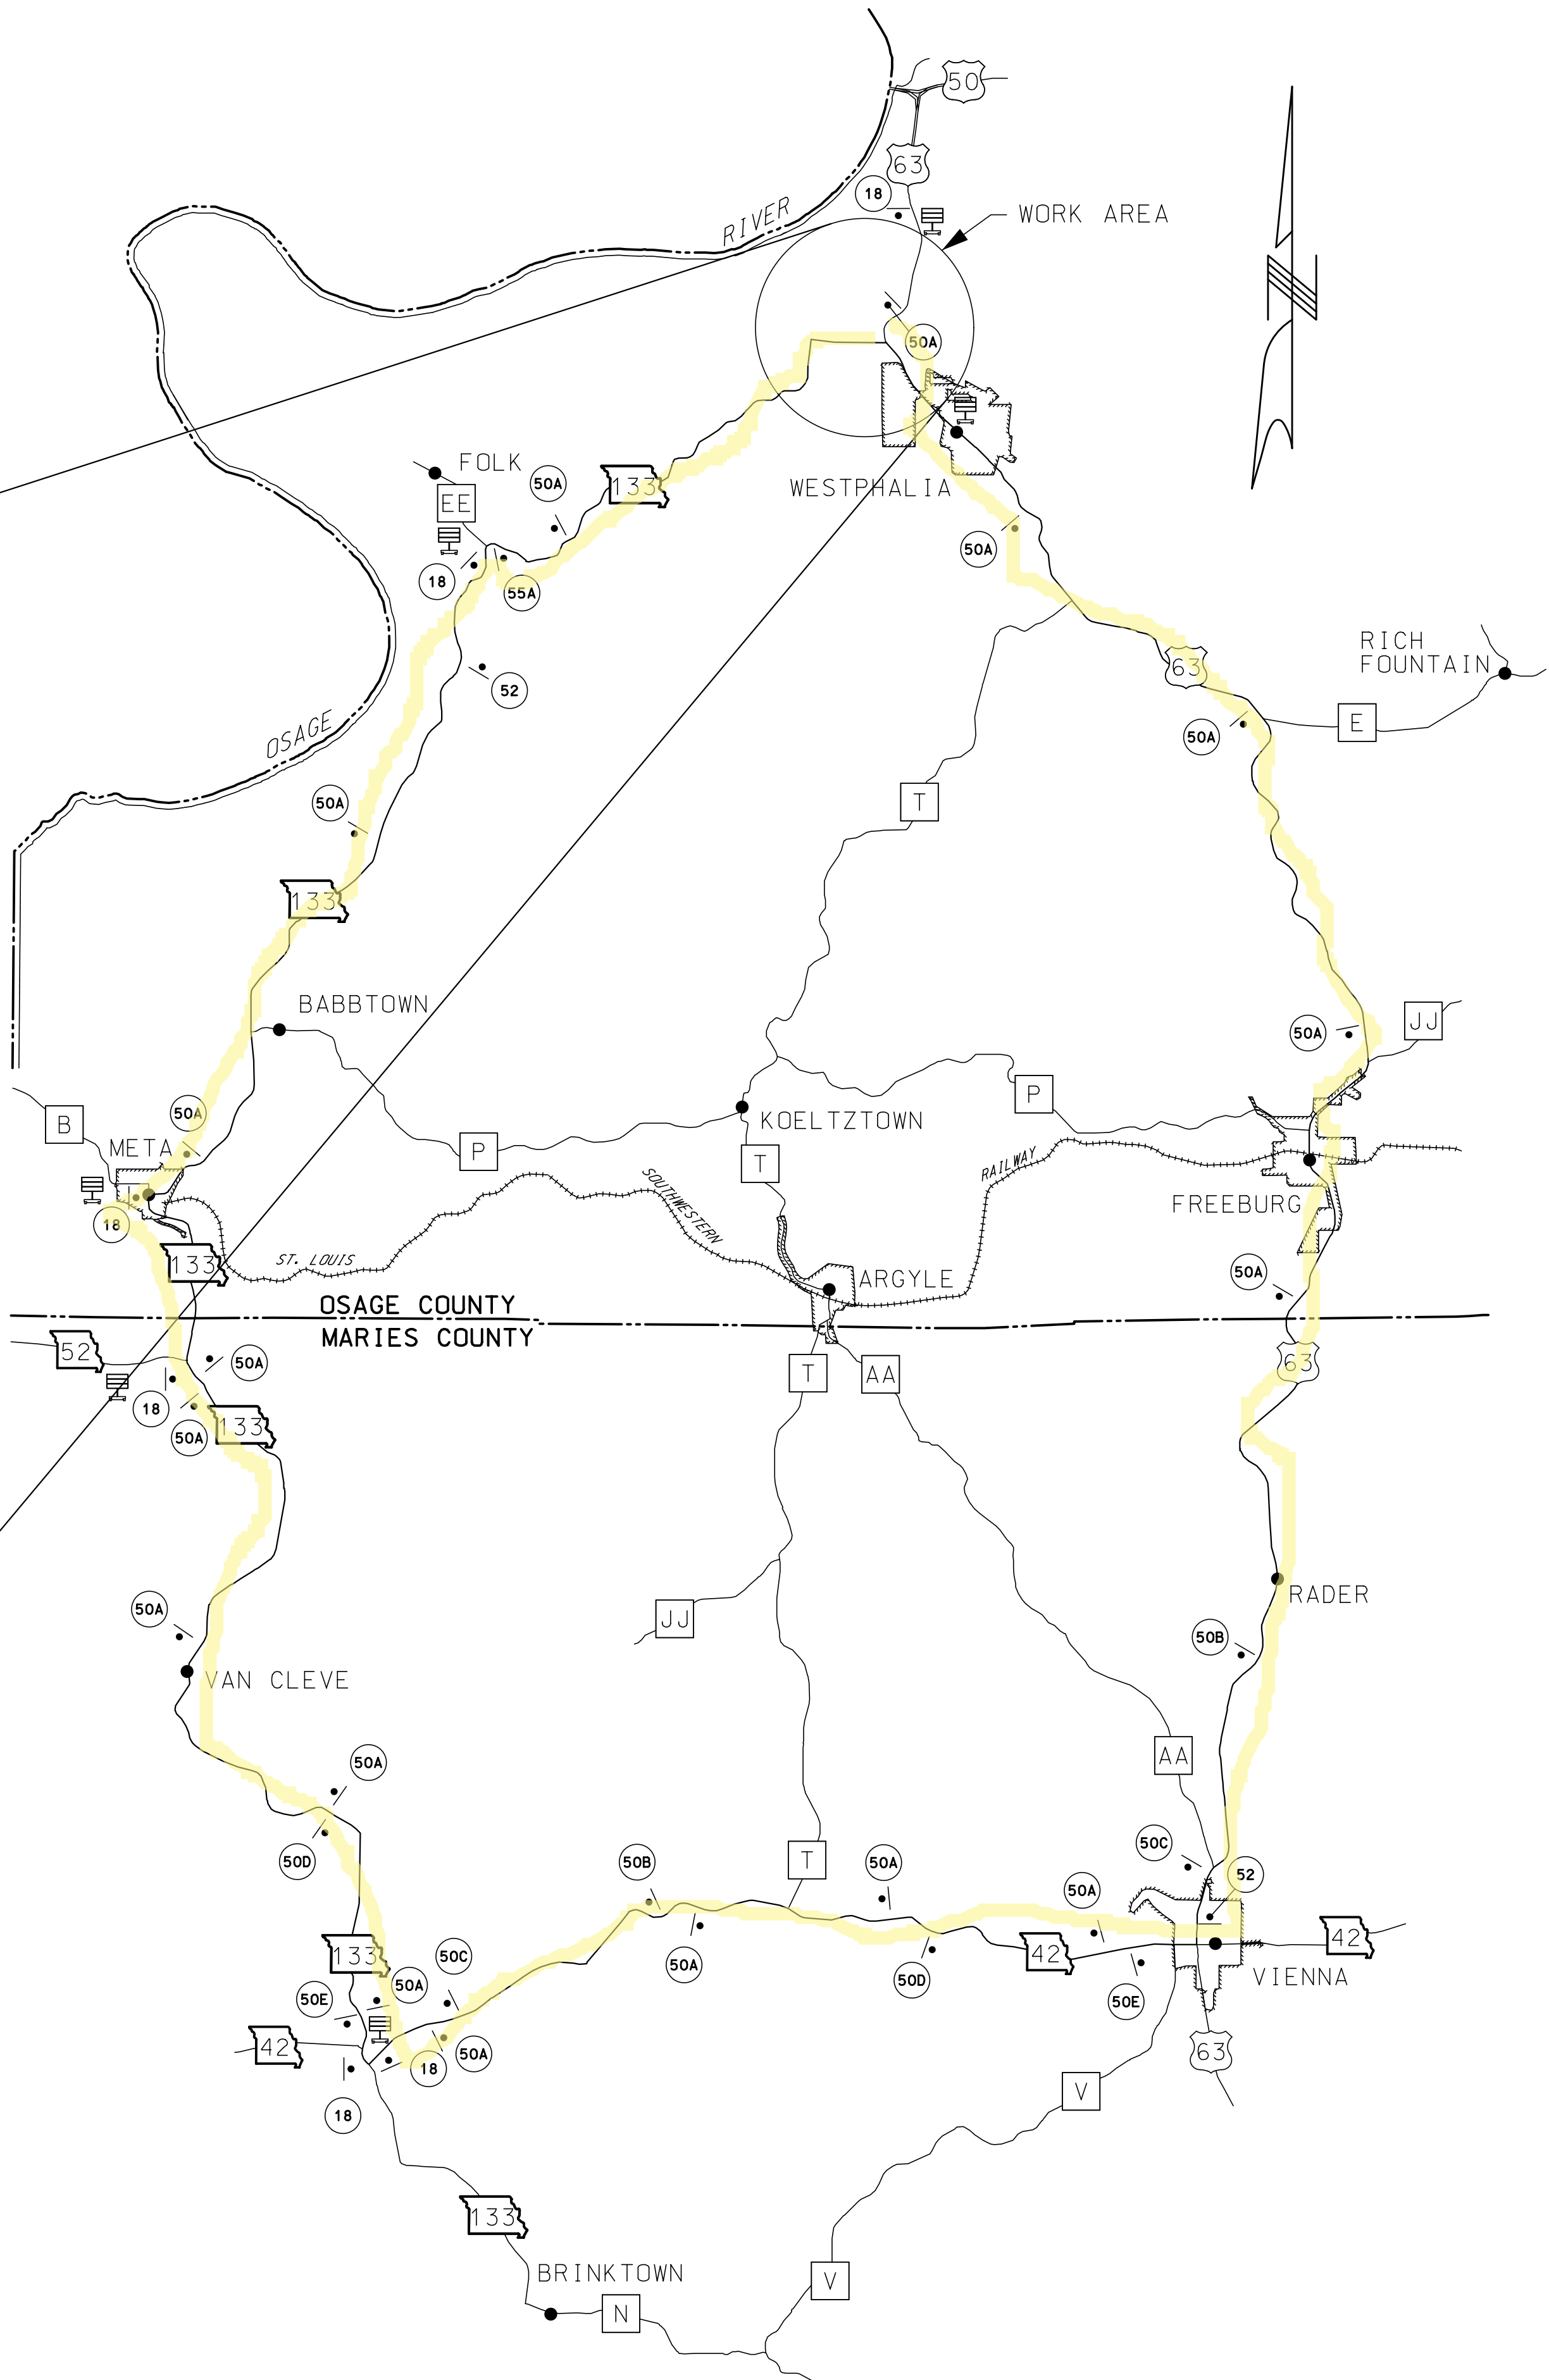 50
63
18
WORK AREA
RIVER
50A
FOLK
50A
133
EE
WESTPHALIA
50A
18
55A
RICH
FOUNTAIN
63
52
E
OSAGE
50A
50A
T
133
BABBTOWN
50A
JJ
B
50A
P
KOELTZTOWN
META
P
T
RAILWAY
SOUTHWESTERN
FREEBURG
18
133
ST. LOUIS
50A
ARGYLE
OSAGE COUNTY
MARIES COUNTY
52
50A
63
T
AA
18
50A
133
RADER
50A
JJ
50B
VAN CLEVE
50A
AA
50D
50B
T
50A
50C
52
50A
133
50C
50A
50D
42
42
50E
50A
VIENNA
50E
42
50A
18
63
18
V
133
BRINKTOWN
V
N